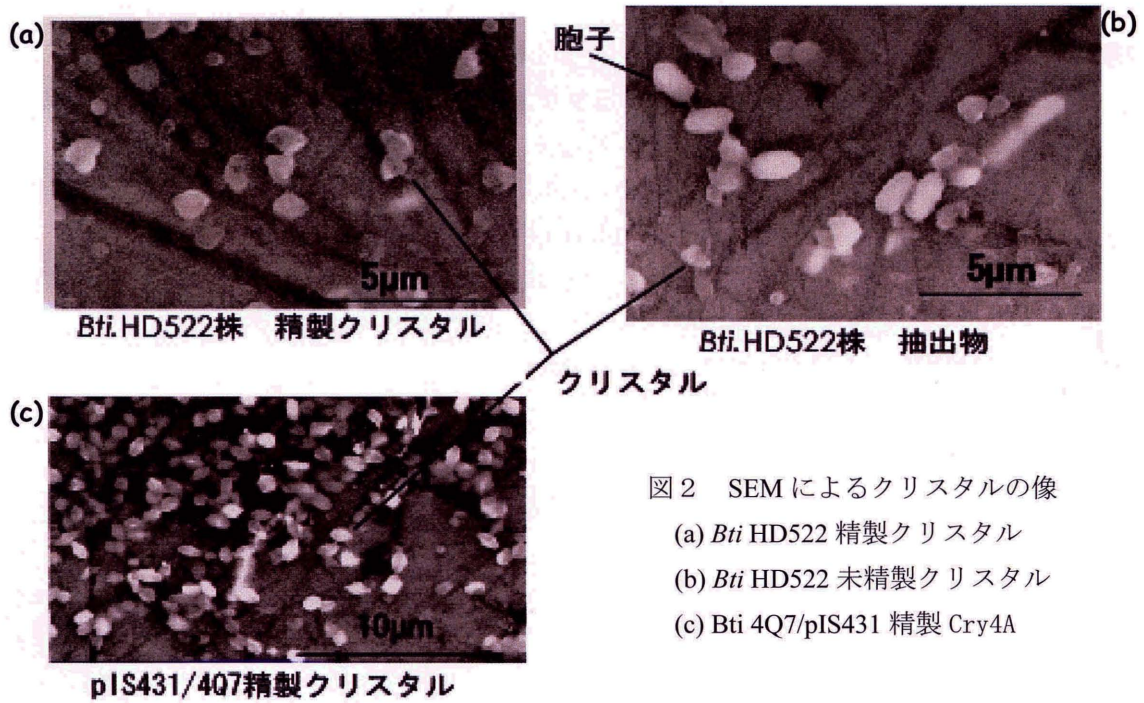 (a)
5µm
Bti.HD522株 精製クリスタル
胞子
(b)
5µm
Bti.HD522株 抽出物
クリスタル
(c)
10µm
pIS431/4Q7精製クリスタル
図２ SEM によるクリスタルの像
(a) Bti HD522 精製クリスタル
(b) Bti HD522 未精製クリスタル
(c) Bti 4Q7/pIS431 精製 Cry4A